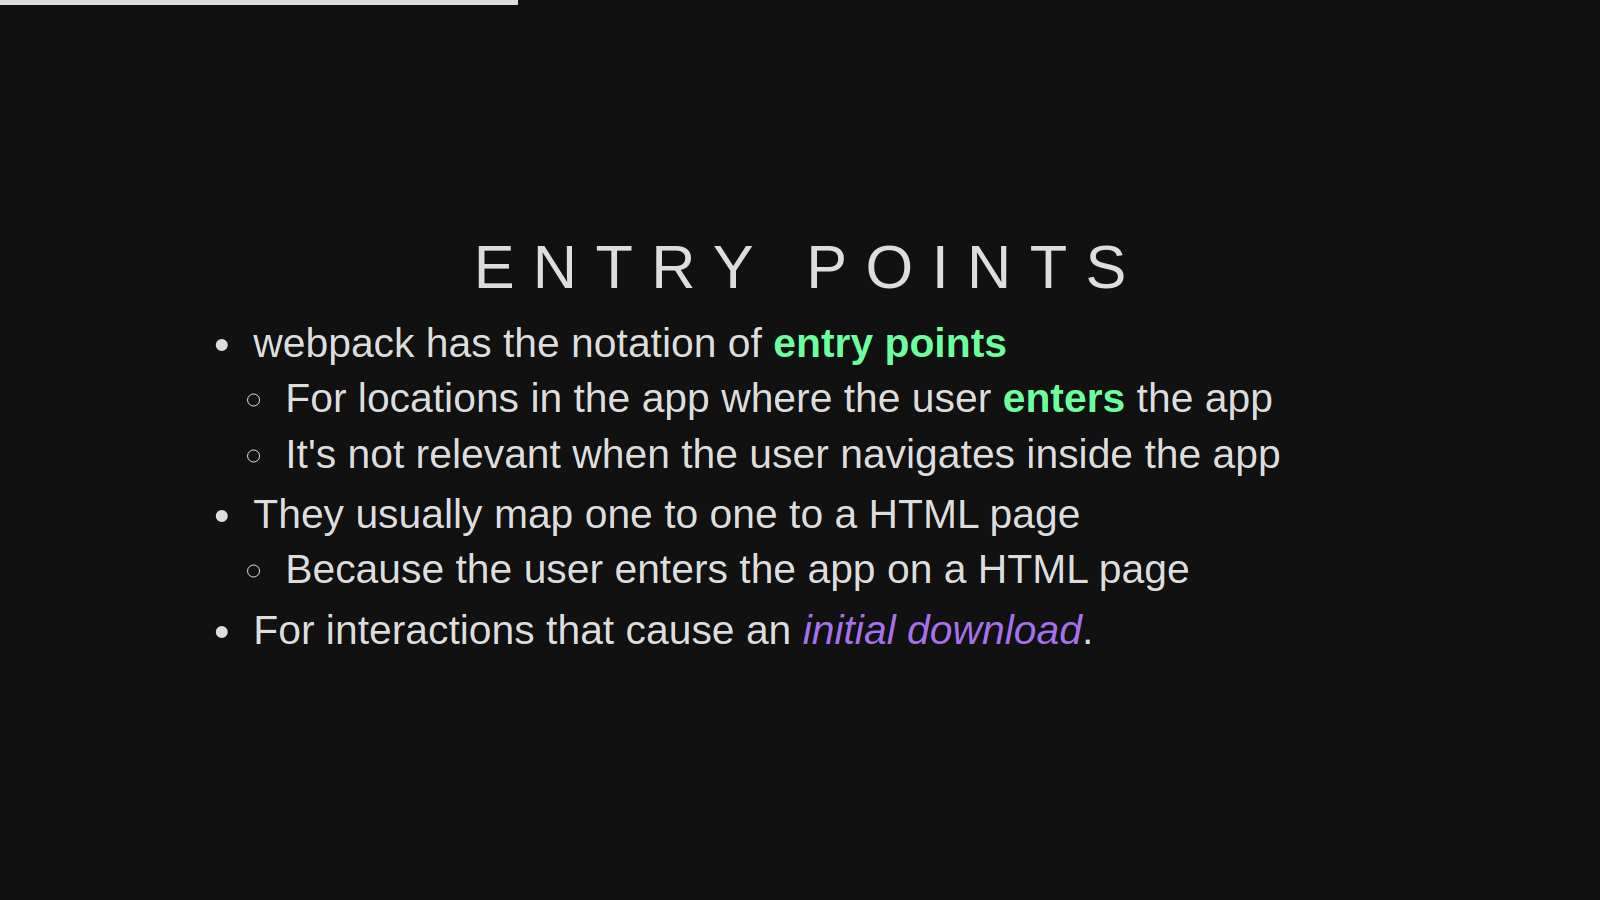 ENTRY POINTS
webpack has the notation of entry points
For locations in the app where the user enters the app
It's not relevant when the user navigates inside the app
They usually map one to one to a HTML page
Because the user enters the app on a HTML page
For interactions that cause an initial download.